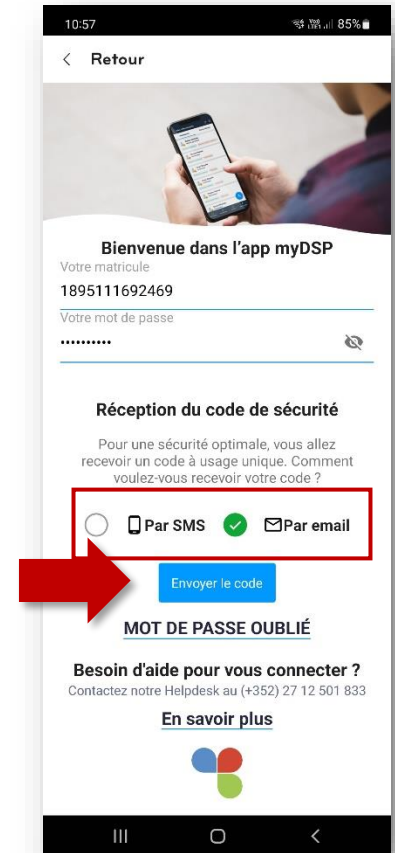 10:57 85%
Retour
Bienvenue dans l'app myDSP
Votre matricule
1895111692469
Votre mot de passe
••••••••••
Réception du code de sécurité
Pour une sécurité optimale, vous allez
recevoir un code à usage unique. Comment
voulez-vous recevoir votre code ?
Par SMS Par email
Envoyer le code
MOT DE PASSE OUBLIÉ
Besoin d'aide pour vous connecter ?
Contactez notre Helpdesk au (+352) 27 12 501 833
En savoir plus